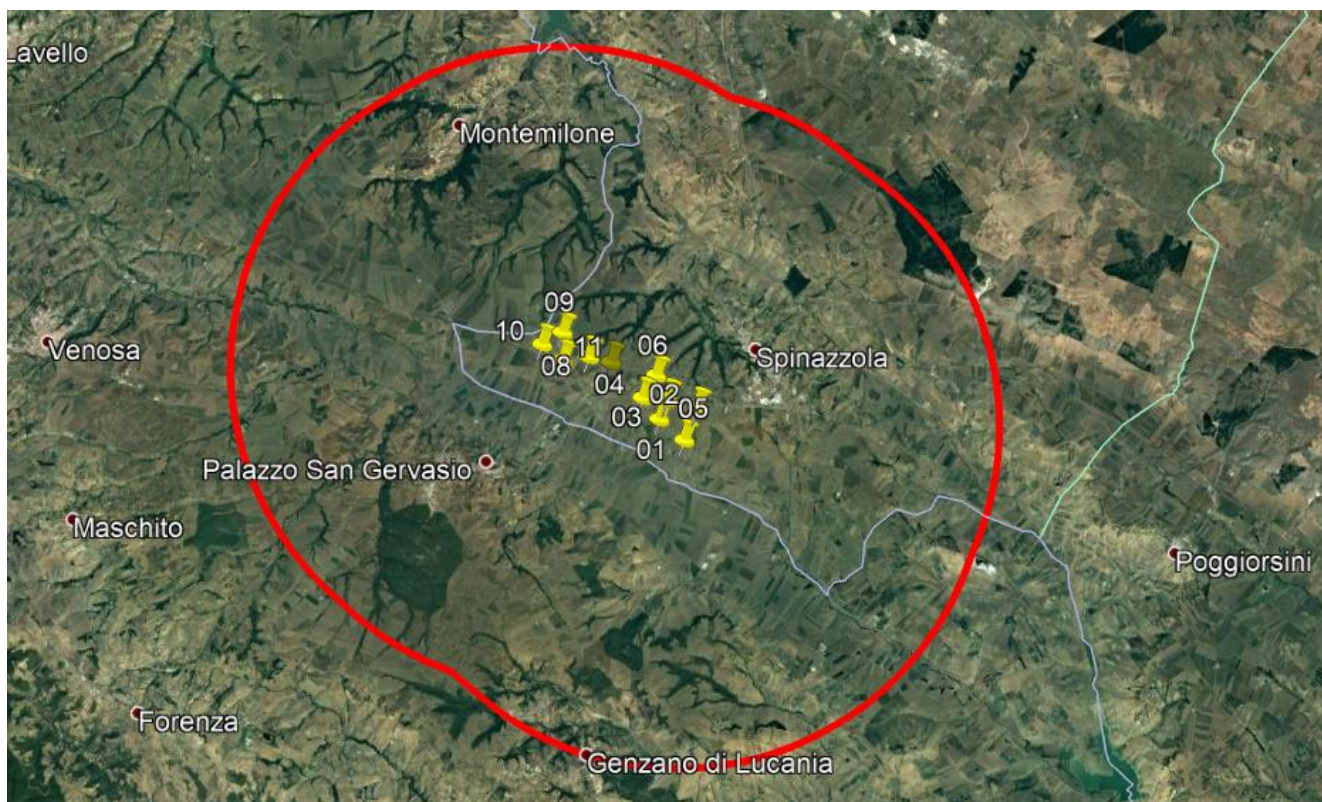 Lavello
Montemilone
09
10
11
06
Venosa
08
Spinazzola
04
02
05
03
01
Palazzo San Gervasio
Maschito
Poggiorsini
Forenza
Genzano di Lucania